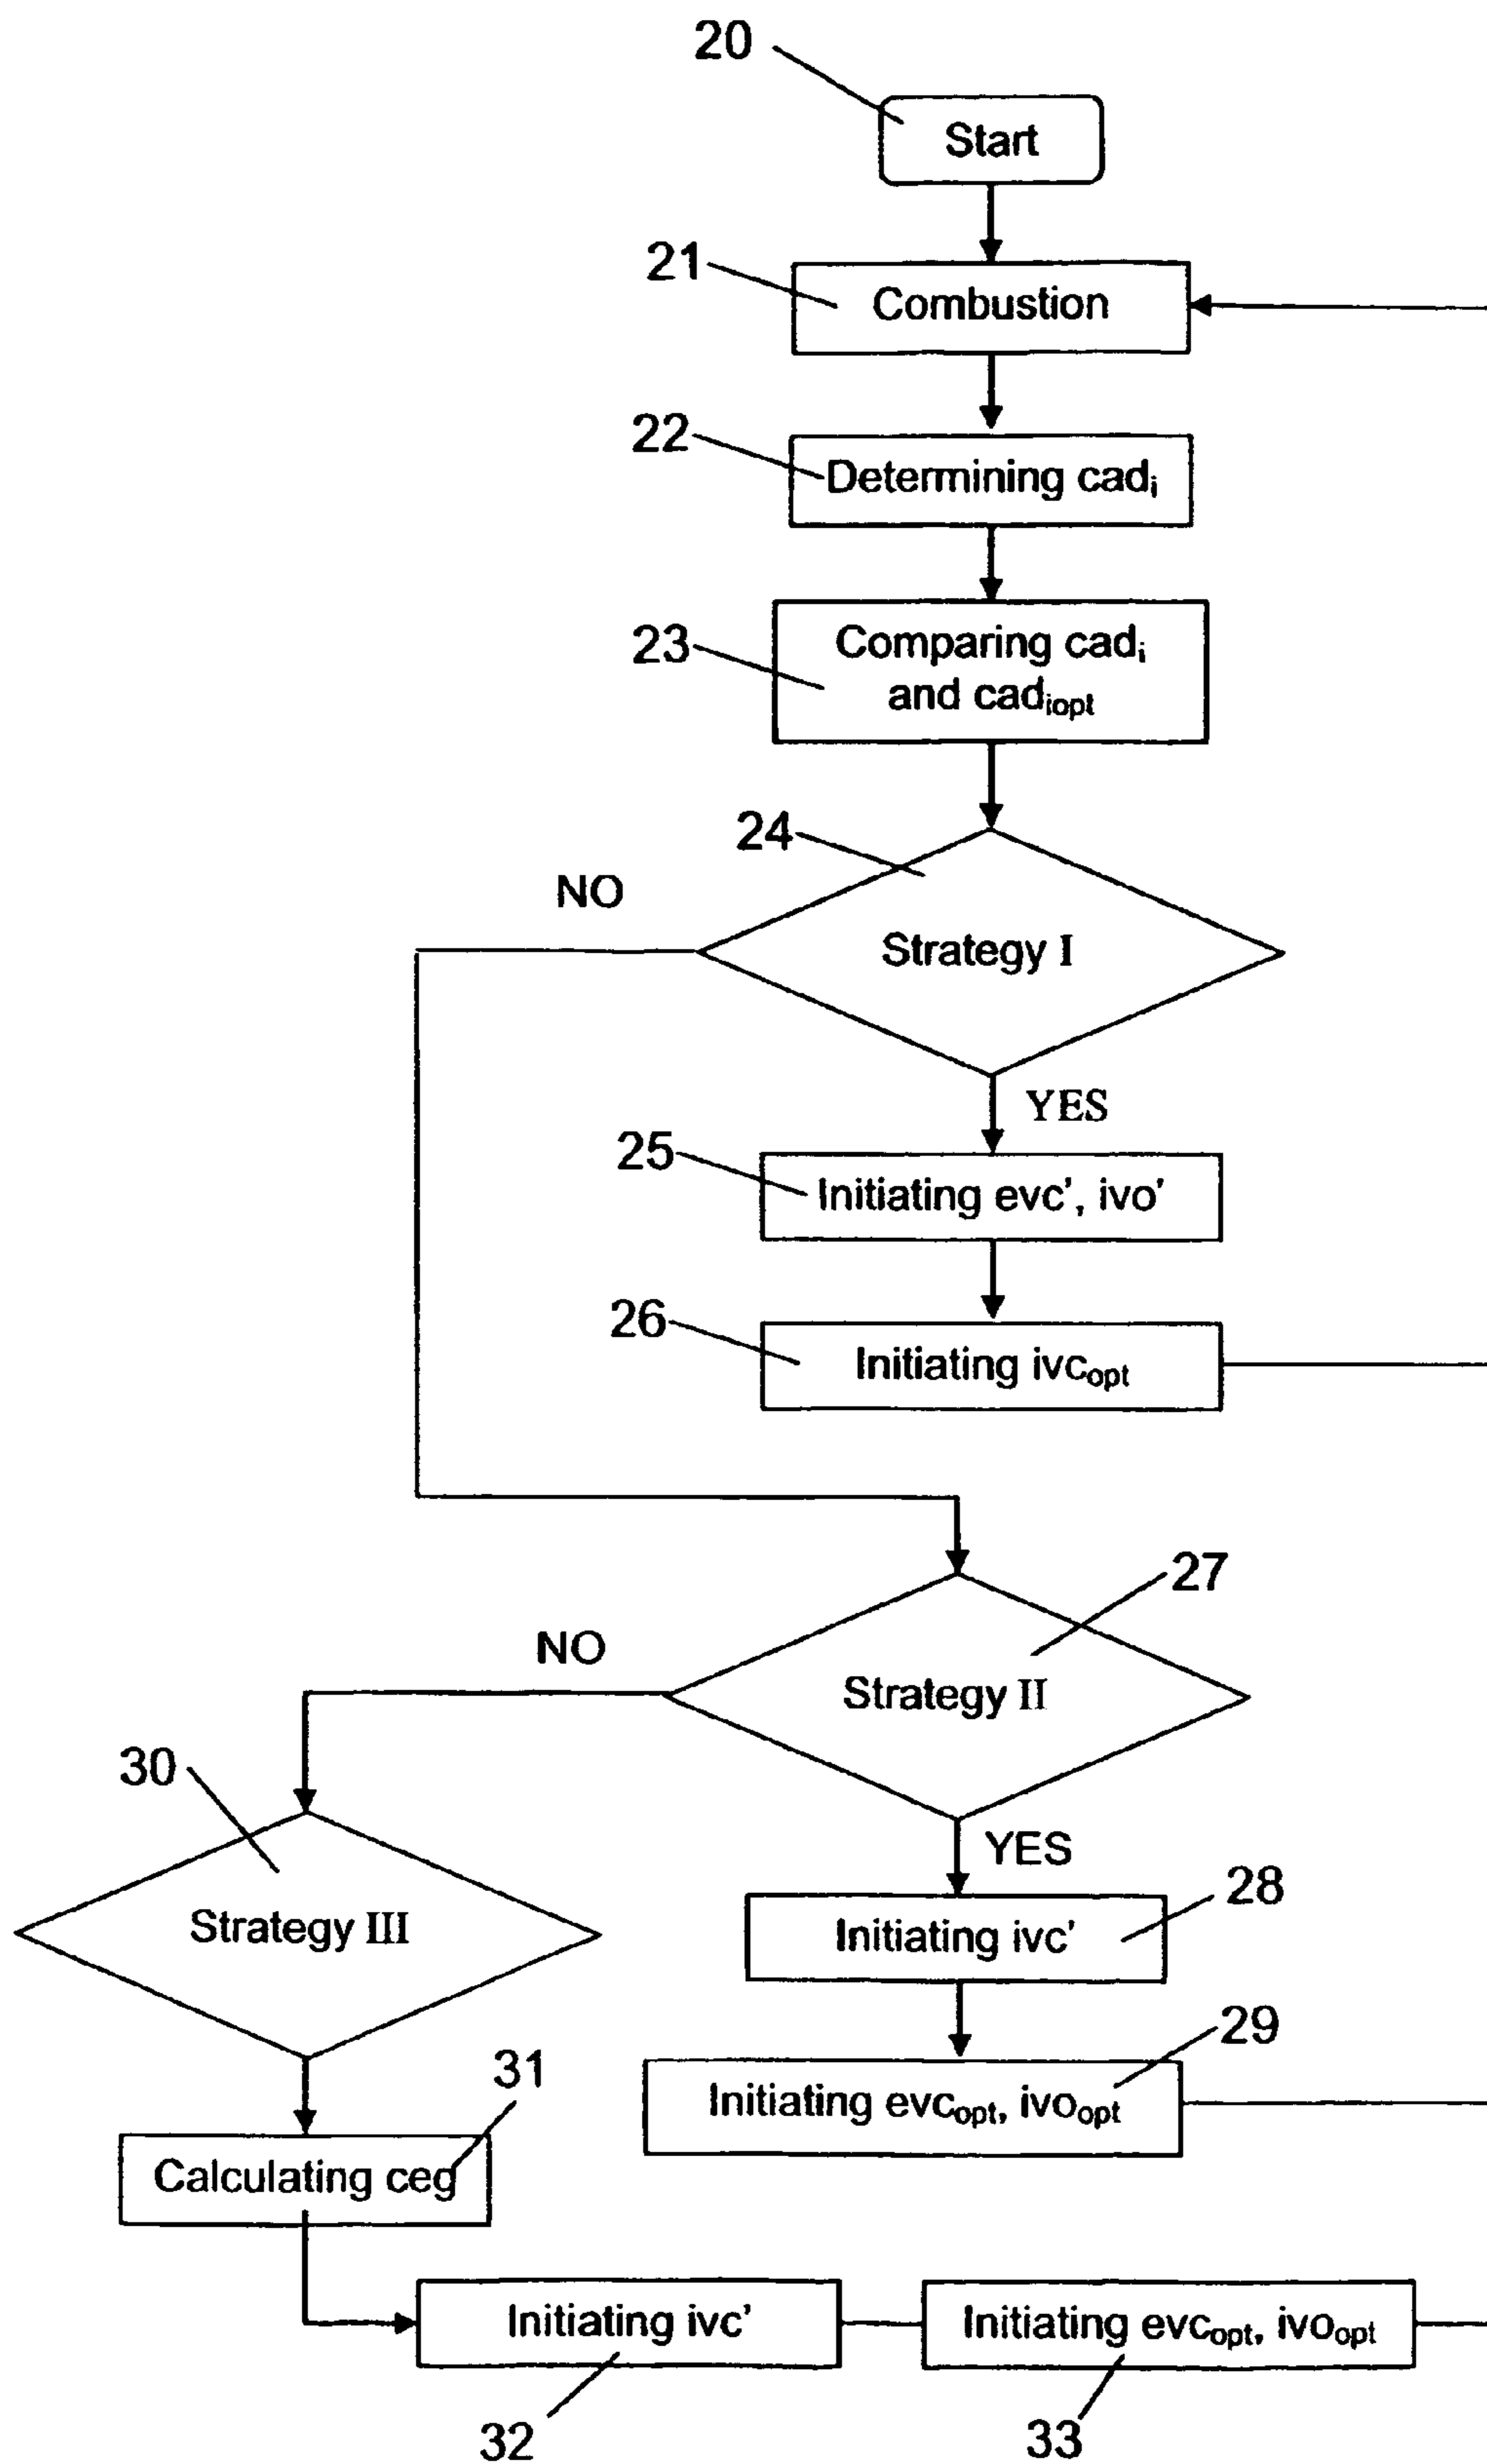 20
Start
21
Combustion
22
Determining cadi
23
Comparing cadi
and cadiopt
24
NO
Strategy I
YES
25
Initiating evc', ivo'
26
Initiating ivcopt
27
NO
Strategy II
30
YES
Strategy III
28
Initiating ivc'
29
Initiating evcopt, ivoopt
31
Calculating ceg
Initiating ivc'
Initiating evcopt, ivoopt
32
33